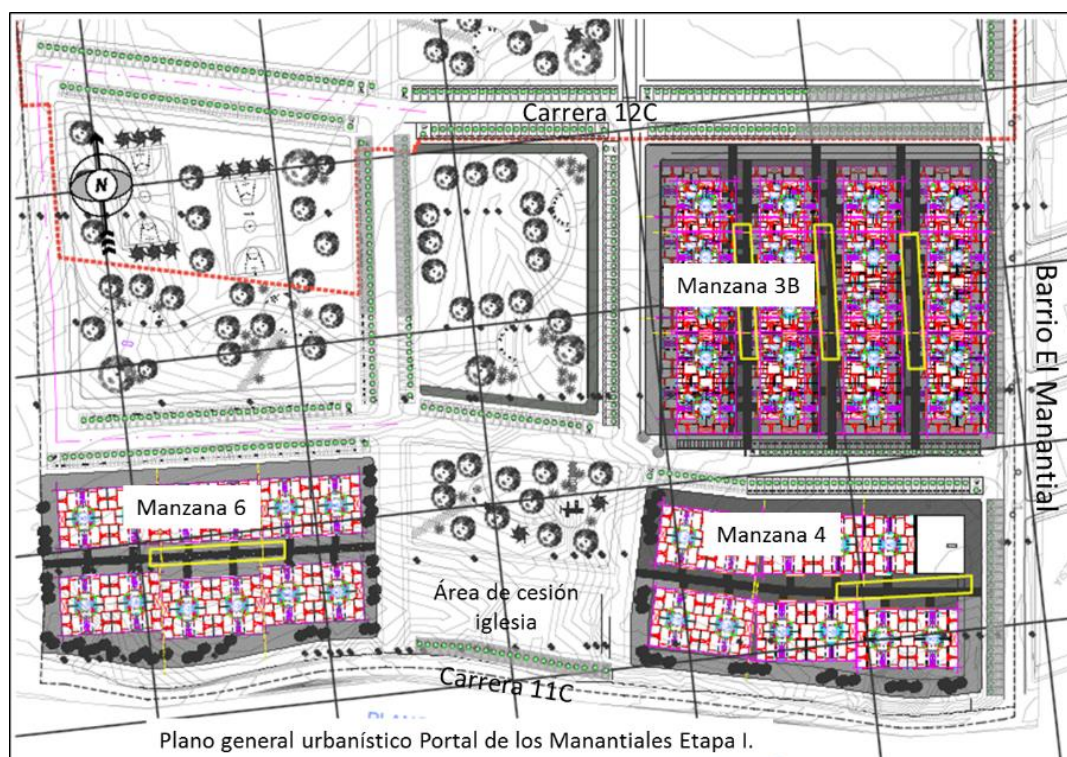 Carrera 12C
N
Manzana 3B
Barrio El Manantial
Manzana 6
Manzana 4
Área de cesión
iglesia
Carrera 11C
Plano general urbanístico Portal de los Manantiales Etapa I.